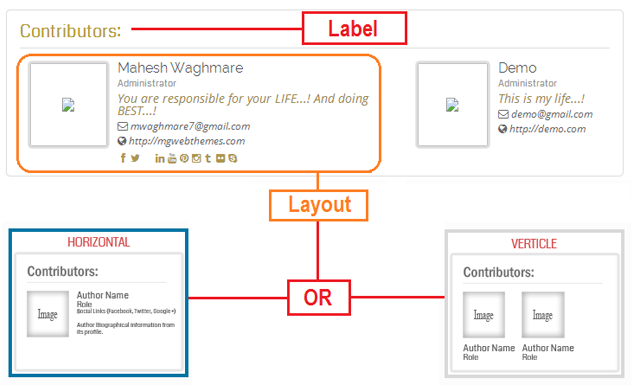 Contributors:
Label
Mahesh Waghmare
Administrator
You are responsible for your LIFE...! And doing
BEST...!
mwaghmare7@gmail.com
http://mgwebthemes.com
Demo
Administrator
This is my life...!
demo@gmail.com
http://demo.com
Layout
HORIZONTAL
Contributors:
Image
Author Name
Role
Social Links (Facebook, Twitter, Google +)
Author Biographical Information from
its profile.
OR
VERTICLE
Contributors:
Image
Image
Author Name
Role
Author Name
Role